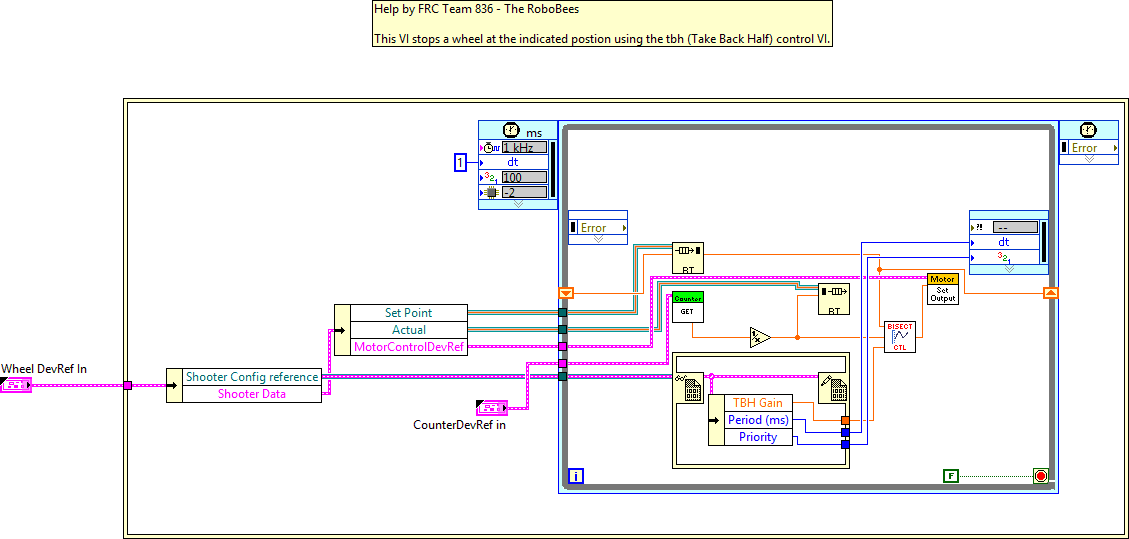 Help by FRC Team 836 - The RoboBees
This VI stops a wheel at the indicated postion using the tbh (Take Back Half) control VI.
ms
1 kHz
Error
1
dt
100
-2
Error
--
dt
RT
Motor
Set
Output
Counter
GET
RT
Set Point
Actual
MotorControlDevRef
1/x
BISECT
CTL
Wheel DevRef In
Shooter Config reference
Shooter Data
CounterDevRef in
TBH Gain
Period (ms)
Priority
i
F